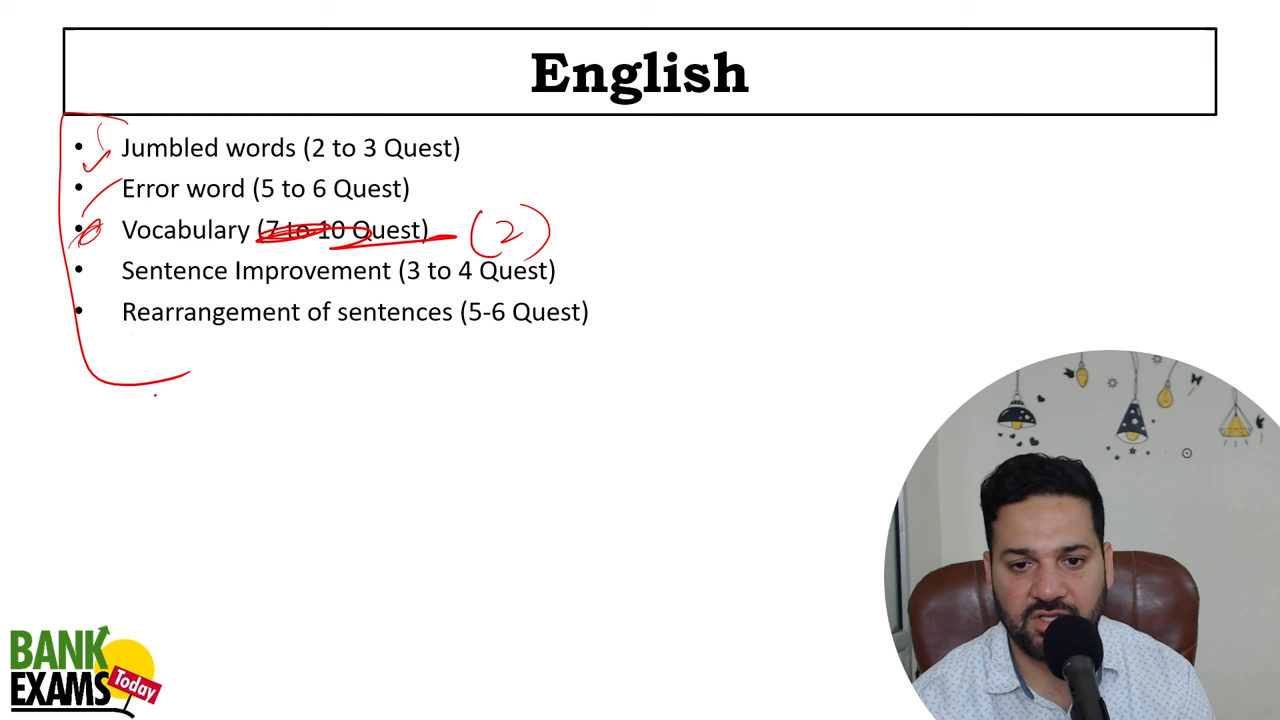 English
• Jumbled words (2 to 3 Quest)
• Error word (5 to 6 Quest)
• Vocabulary (7 to 10 Quest) (2)
• Sentence Improvement (3 to 4 Quest)
• Rearrangement of sentences (5-6 Quest)
BANK
EXAMS Today